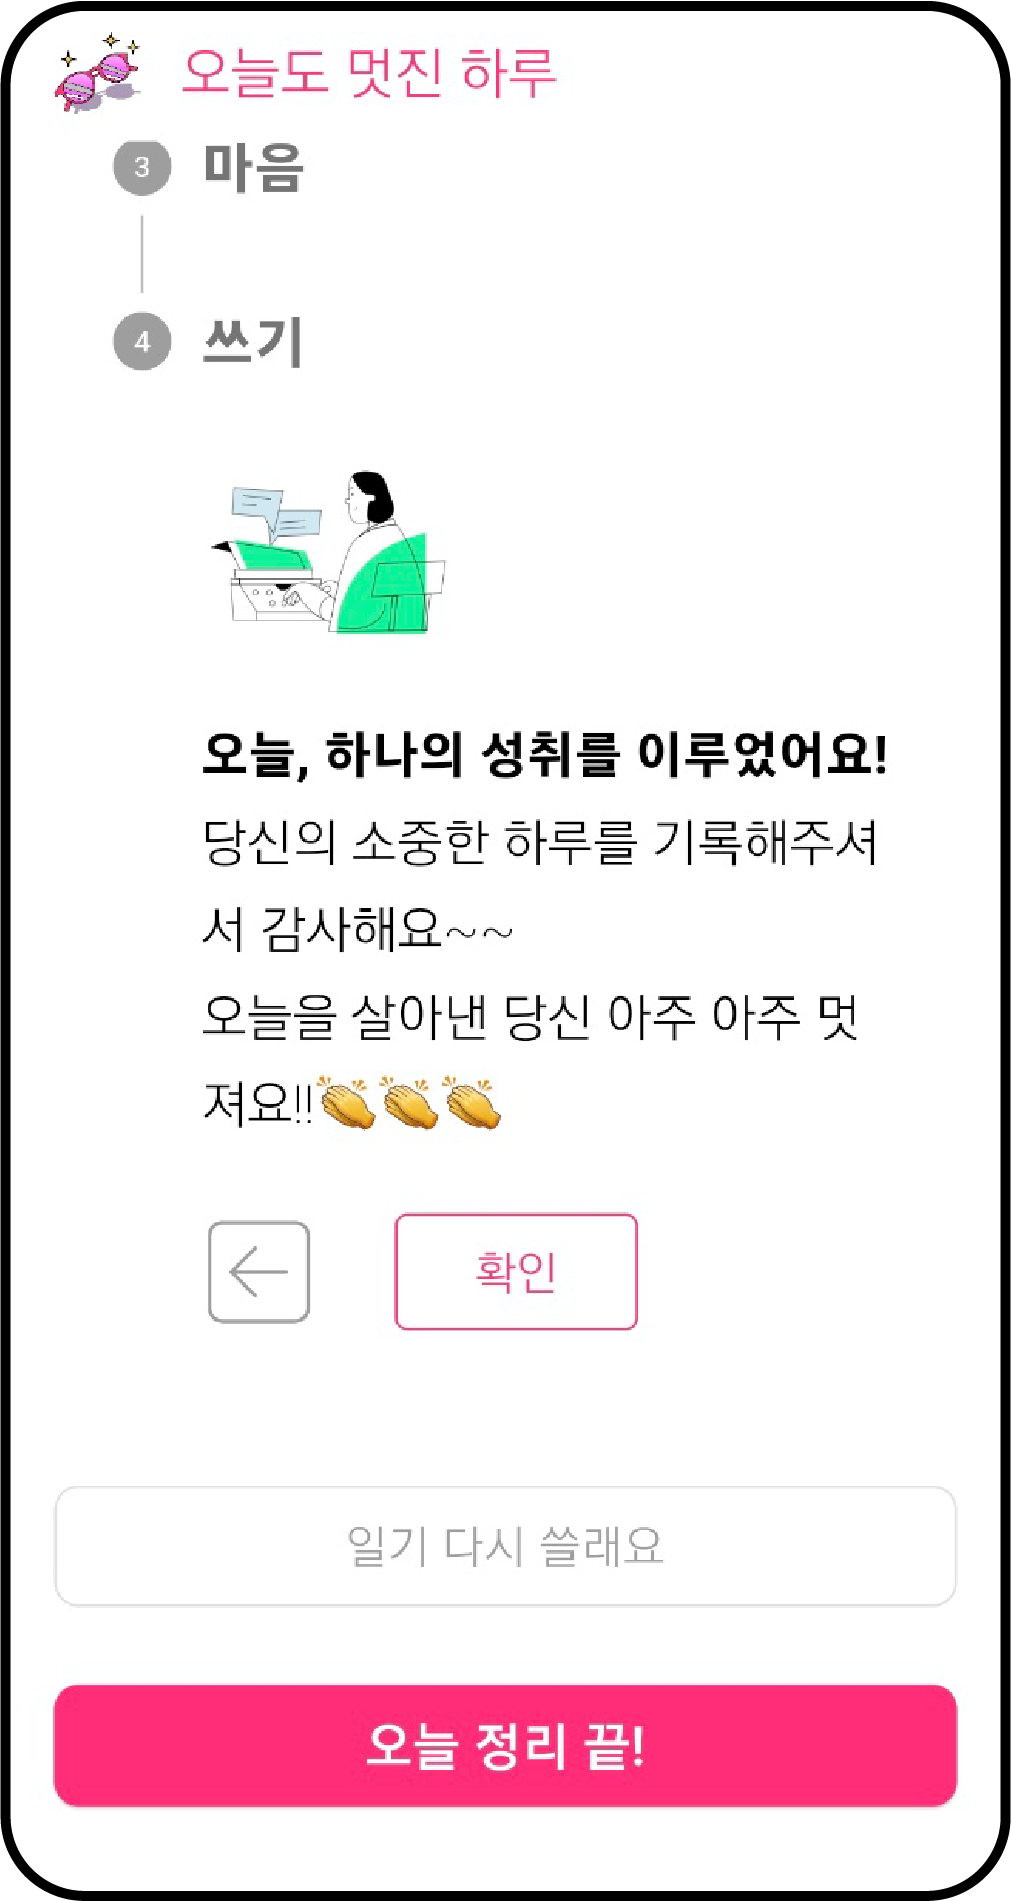 오늘도 멋진 하루
3 마음
4 쓰기
오늘, 하나의 성취를 이루었어요!
당신의 소중한 하루를 기록해주셔
서 감사해요~~
오늘을 살아낸 당신 아주 아주 멋
져요!!👏👏👏
확인
일기 다시 쓸래요
오늘 정리 끝!